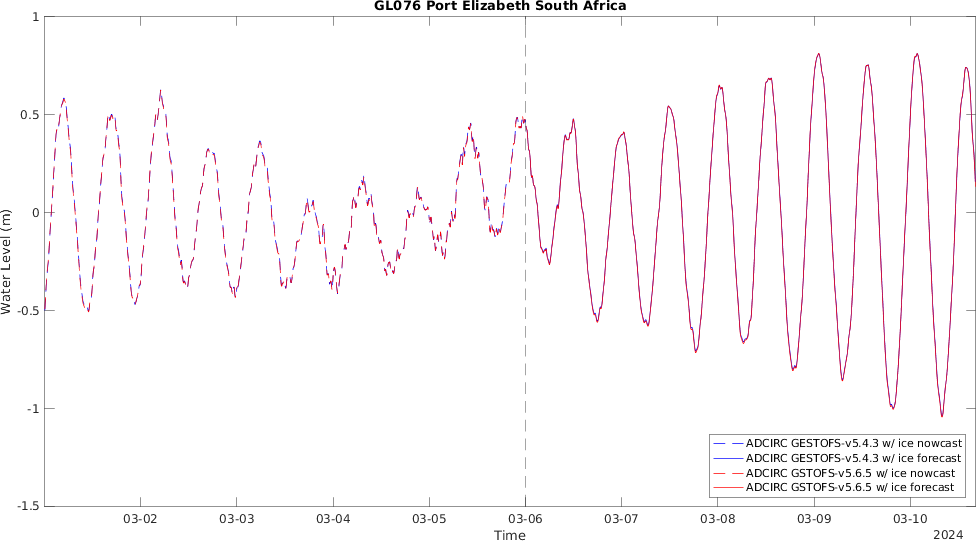 GL076 Port Elizabeth South Africa
1
0.5
0
-0.5
-1
-1.5
Water Level (m)
ADCIRC GESTOFS-v5.4.3 w/ ice nowcast
ADCIRC GESTOFS-v5.4.3 w/ ice forecast
ADCIRC GSTOFS-v5.6.5 w/ ice nowcast
ADCIRC GSTOFS-v5.6.5 w/ ice forecast
03-02 03-03 03-04 03-05 03-06 03-07 03-08 03-09 03-10
Time
2024